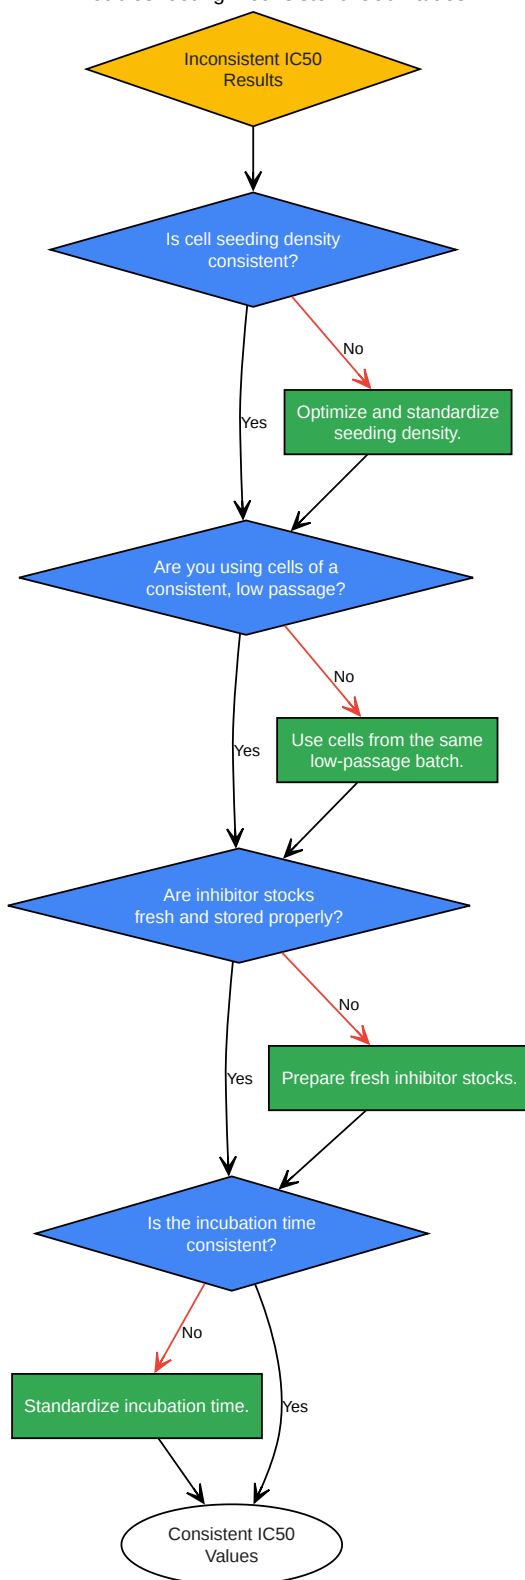 Inconsistent IC50
Results
Is cell seeding density
consistent?
No
Optimize and standardize
seeding density.
Yes
Are you using cells of a
consistent, low passage?
No
Use cells from the same
low-passage batch.
Yes
Are inhibitor stocks
fresh and stored properly?
No
Prepare fresh inhibitor stocks.
Yes
Is the incubation time
consistent?
No
Standardize incubation time.
Yes
Consistent IC50
Values